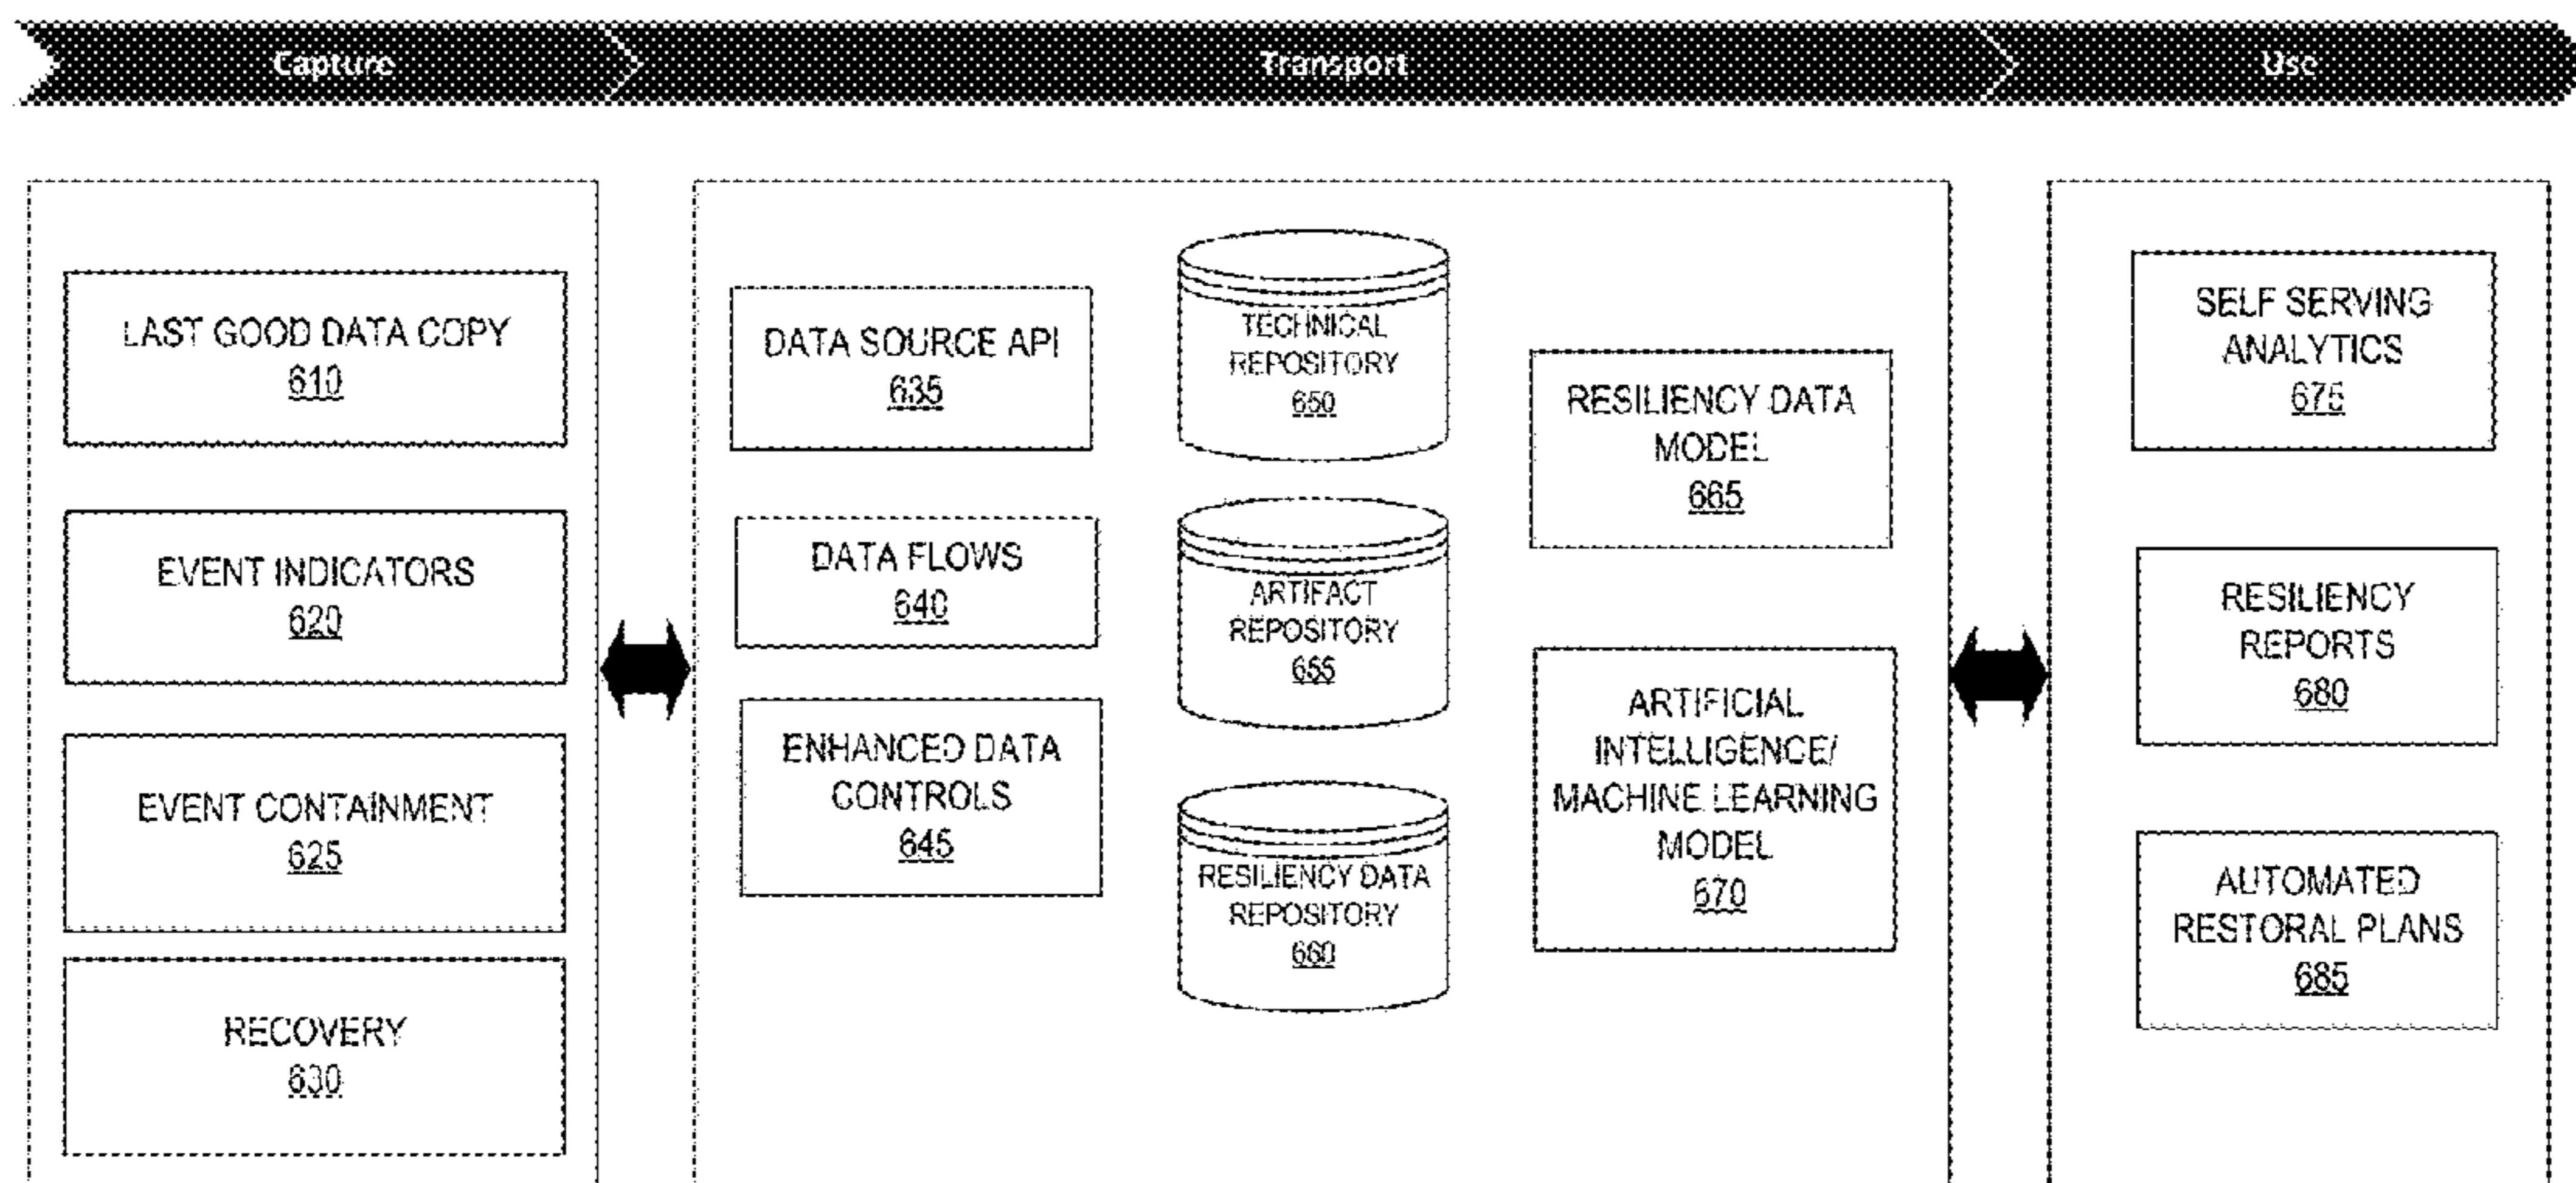 Capture
Transport
Use
LAST GOOD DATA COPY
610
EVENT INDICATORS
620
EVENT CONTAINMENT
625
RECOVERY
630
DATA SOURCE API
635
DATA FLOWS
640
ENHANCED DATA
CONTROLS
645
TECHNICAL
REPOSITORY
650
ARTIFACT
REPOSITORY
655
RESILIENCY DATA
REPOSITORY
660
RESILIENCY DATA
MODEL
665
ARTIFICIAL
INTELLIGENCE/
MACHINE LEARNING
MODEL
670
SELF SERVING
ANALYTICS
675
RESILIENCY
REPORTS
680
AUTOMATED
RESTORAL PLANS
685